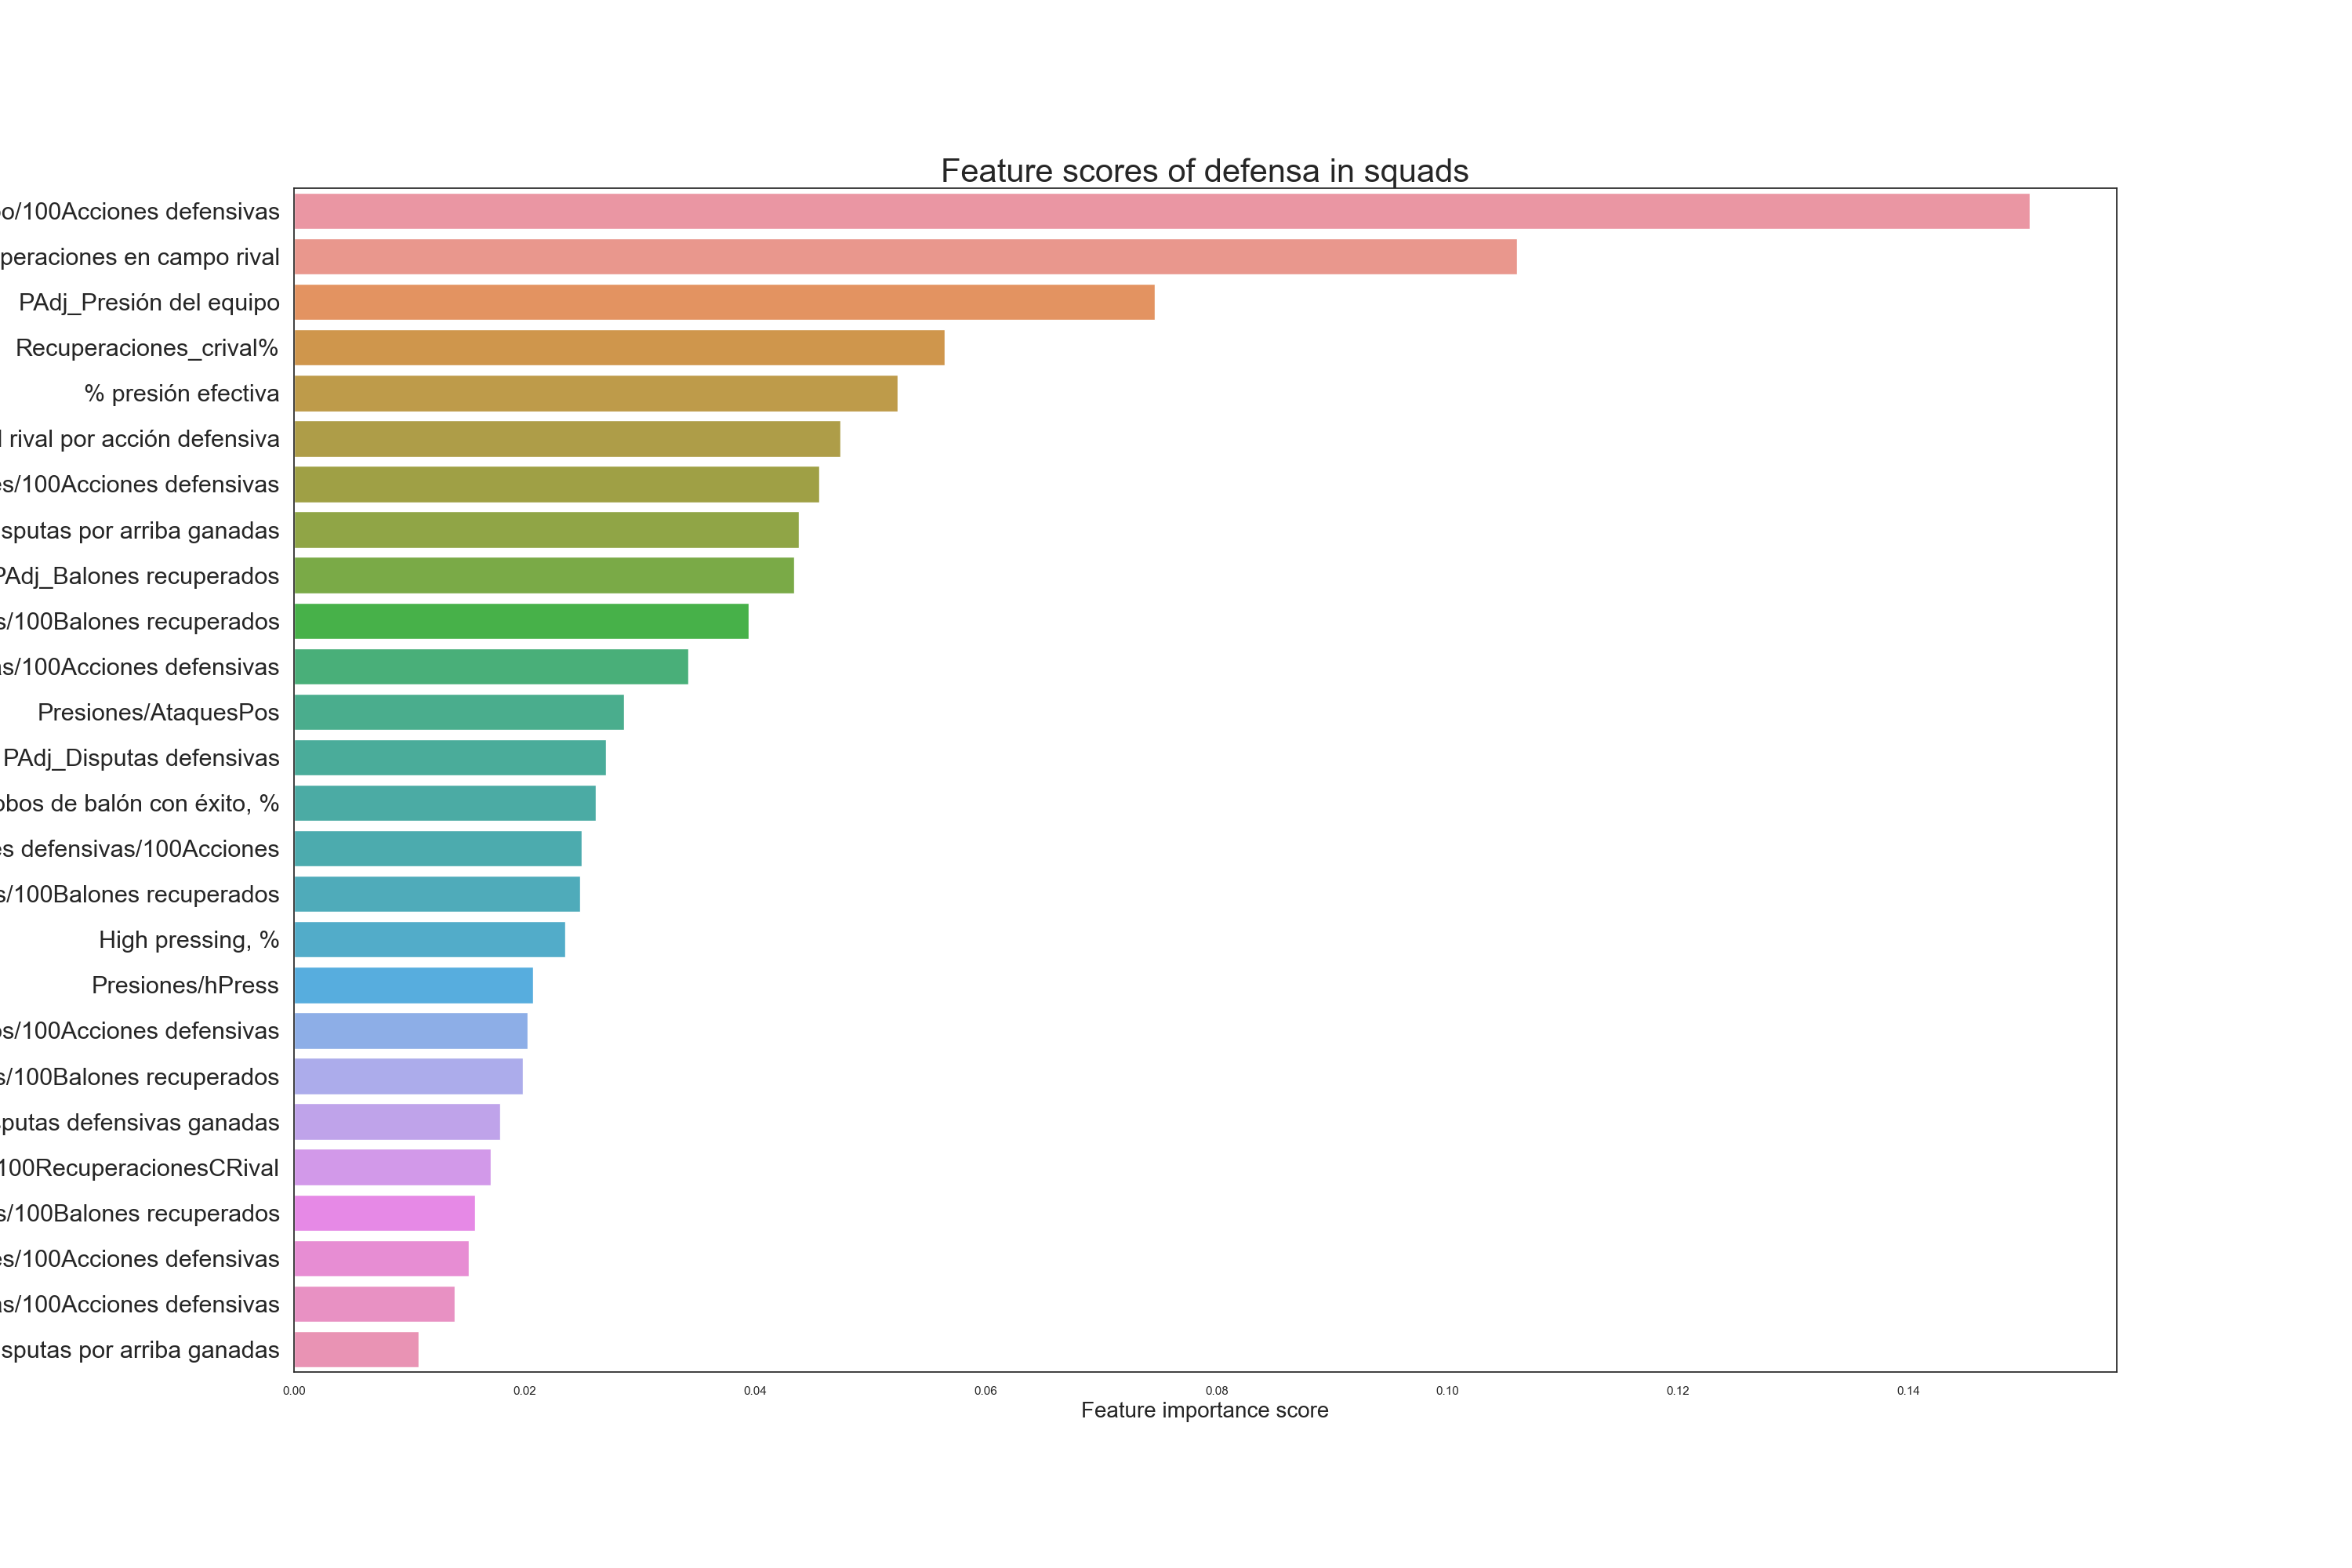 Feature scores of defensa in squads
o/100Acciones defensivas
peraciones en campo rival
PAdj_Presión del equipo
Recuperaciones_crival%
% presión efectiva
rival por acción defensiva
es/100Acciones defensivas
sputas por arriba ganadas
PAdj_Balones recuperados
s/100Balones recuperados
as/100Acciones defensivas
Presiones/AtaquesPos
PAdj_Disputas defensivas
obos de balón con éxito, %
es defensivas/100Acciones
s/100Balones recuperados
High pressing, %
Presiones/hPress
os/100Acciones defensivas
s/100Balones recuperados
putas defensivas ganadas
100RecuperacionesCRival
s/100Balones recuperados
es/100Acciones defensivas
as/100Acciones defensivas
sputas por arriba ganadas
0.00 0.02 0.04 0.06 0.08 0.10 0.12 0.14
Feature importance score